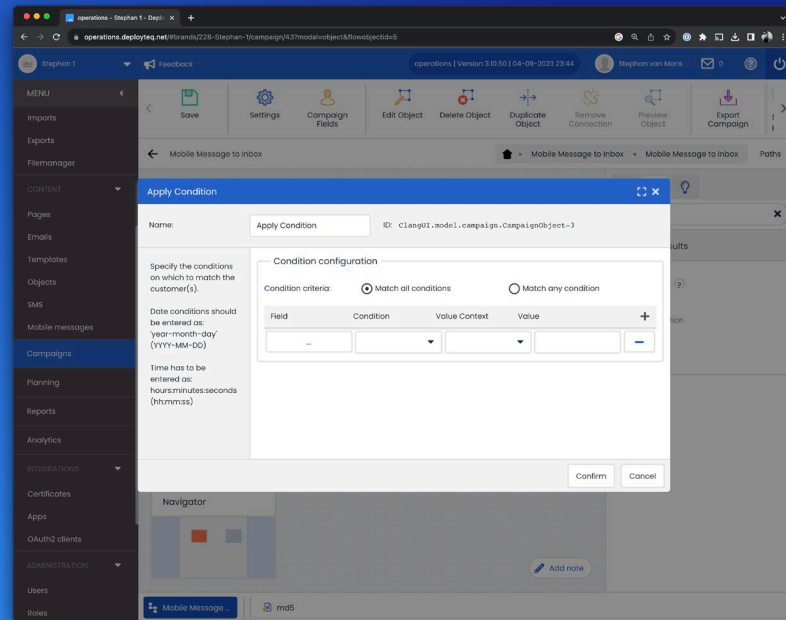 operations - Stephan 1 - Deplo
operations.deployteq.net/#brands/228-Stephan-1/campaign/43?modal=object&flowobjectid=5
Stephan 1
Feedback
operations | Version 3.10.50 | 04-09-2023 23:44
Stephan van Maris
0
MENU
Imports
Exports
Filemanager
CONTENT
Pages
Emails
Templates
Objects
SMS
Mobile messages
Campaigns
Planning
Reports
Analytics
INTEGRATIONS
Certificates
Apps
OAuth2 clients
ADMINISTRATION
Users
Roles
Save
Settings
Campaign
Fields
Edit Object
Delete Object
Duplicate
Object
Remove
Connection
Preview
Object
Export
Campaign
Mobile Message to Inbox
Mobile Message to Inbox
Mobile Message to Inbox
Paths
Apply Condition
Name:
Apply Condition
ID: ClangUI.model.campaign.CampaignObject-3
Specify the conditions
on which to match the
customer(s).
Date conditions should
be entered as:
'year-month-day'
(YYYY-MM-DD)
Time has to be
entered as:
hours:minutes:seconds
(hh:mm:ss)
Condition configuration
Condition criteria:
Match all conditions
Match any condition
Field
Condition
Value Context
Value
...
Confirm
Cancel
Navigator
Add note
Mobile Message ...
md5